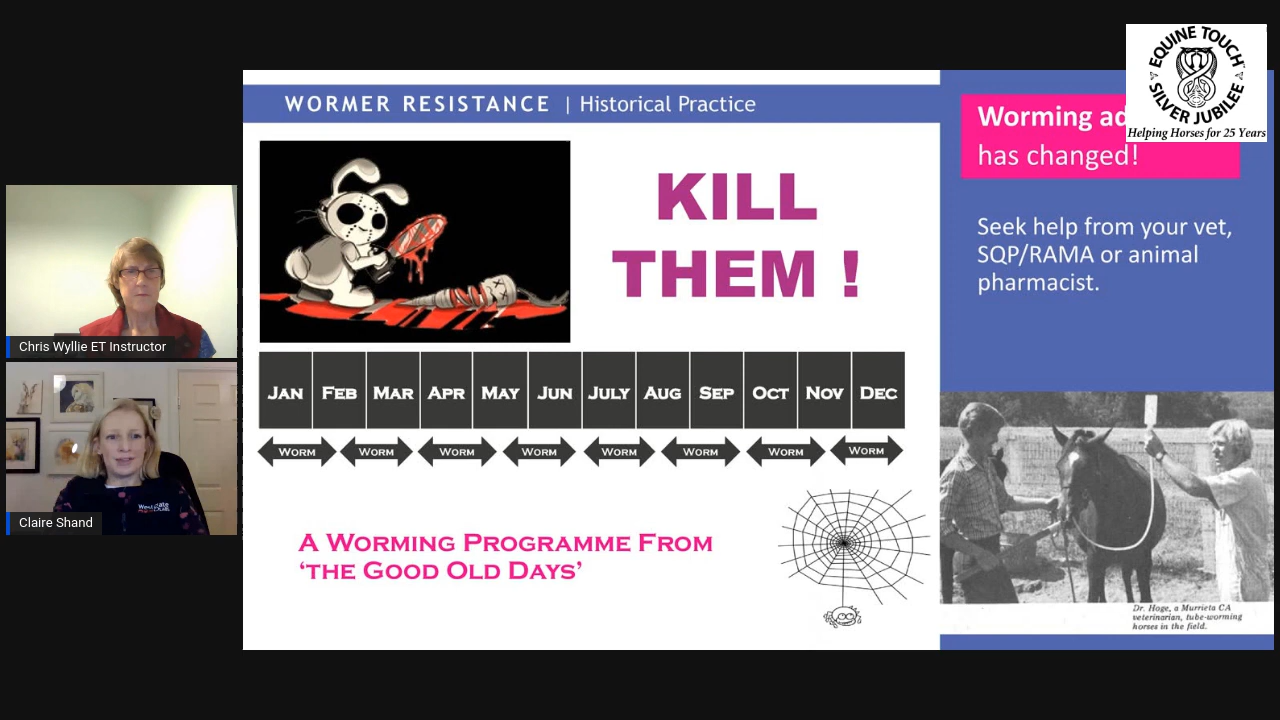 WORMER RESISTANCE | Historical Practice
KILL
THEM !
JAN FEB MAR APR MAY JUN JULY AUG SEP OCT NOV DEC
WORM WORM WORM WORM WORM WORM WORM WORM
A WORMING PROGRAMME FROM
‘THE GOOD OLD DAYS’
Worming ad
has changed!
Seek help from your vet,
SQP/RAMA or animal
pharmacist.
Dr. Hoge, a Murrieta CA
veterinarian, tube-worming
horses in the field.
EQUINE TOUCH
SILVER JUBILEE
Helping Horses for 25 Years
Chris Wyllie ET Instructor
Claire Shand